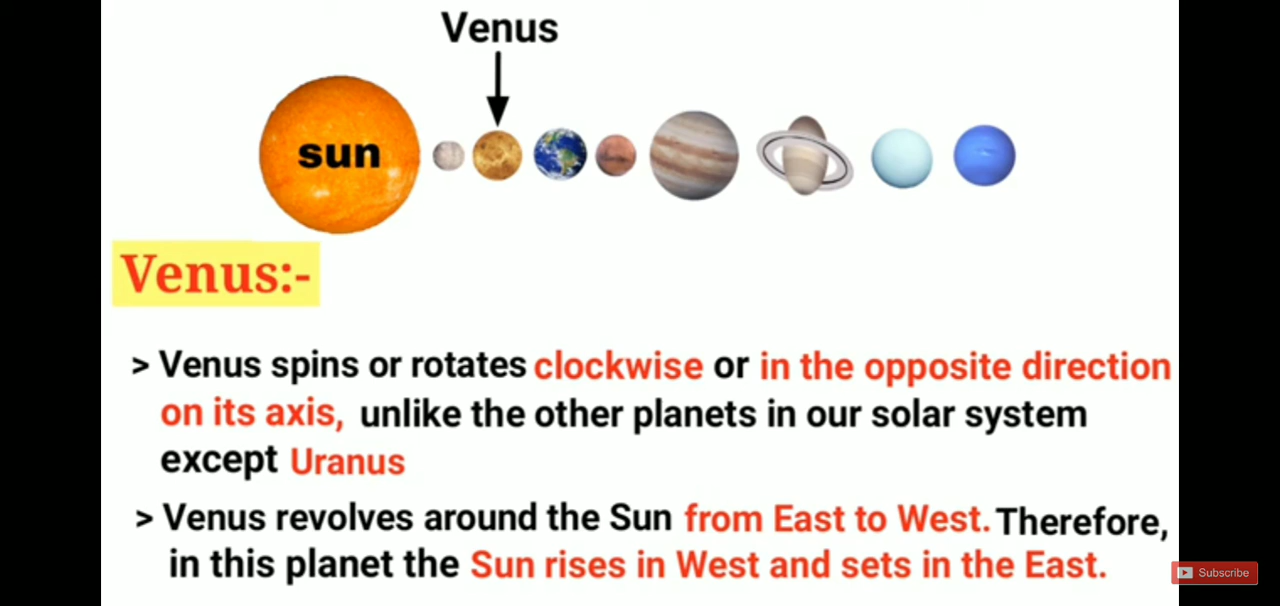 Venus
sun
Venus:-
> Venus spins or rotates clockwise or in the opposite direction
on its axis, unlike the other planets in our solar system
except Uranus
> Venus revolves around the Sun from East to West. Therefore,
in this planet the Sun rises in West and sets in the East.
Subscribe